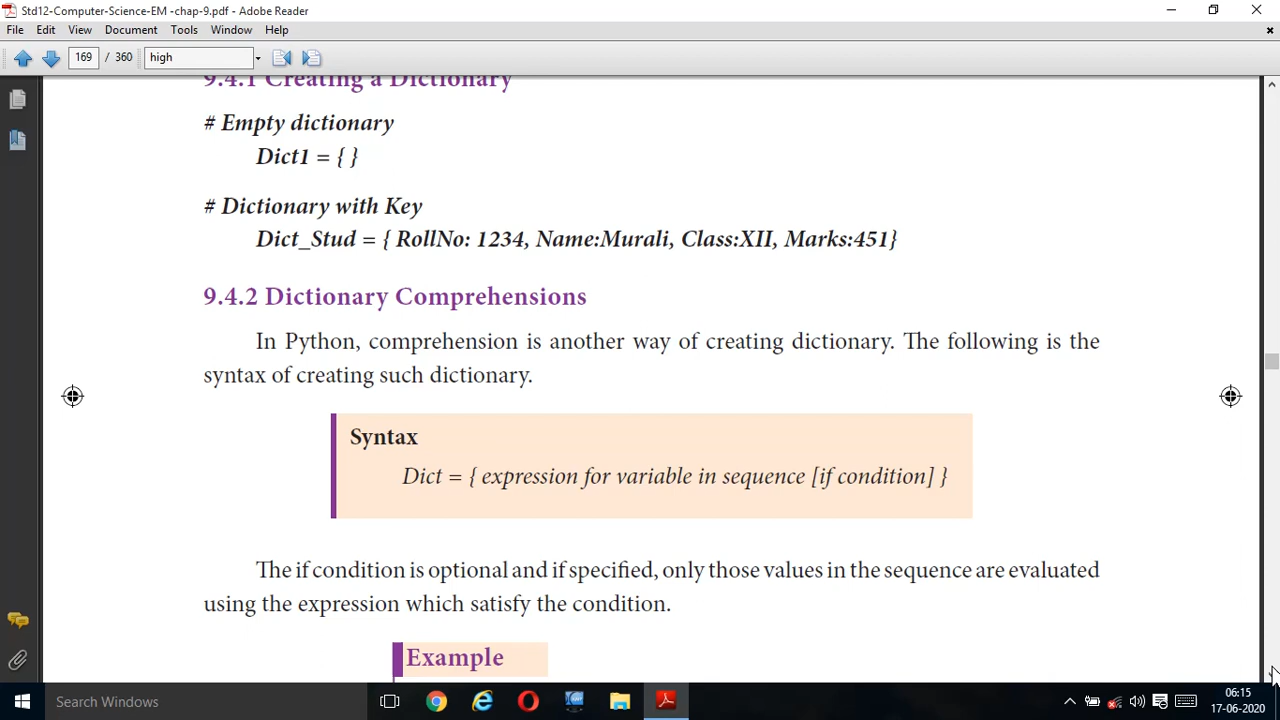 Std12-Computer-Science-EM -chap-9.pdf - Adobe Reader
File Edit View Document Tools Window Help
169 / 360 high
9.4.1 Creating a Dictionary
# Empty dictionary
Dict1 = { }
# Dictionary with Key
Dict_Stud = { RollNo: 1234, Name:Murali, Class:XII, Marks:451}
9.4.2 Dictionary Comprehensions
In Python, comprehension is another way of creating dictionary. The following is the
syntax of creating such dictionary.
Syntax
Dict = { expression for variable in sequence [if condition] }
The if condition is optional and if specified, only those values in the sequence are evaluated
using the expression which satisfy the condition.
Example
Search Windows
06:15
17-06-2020